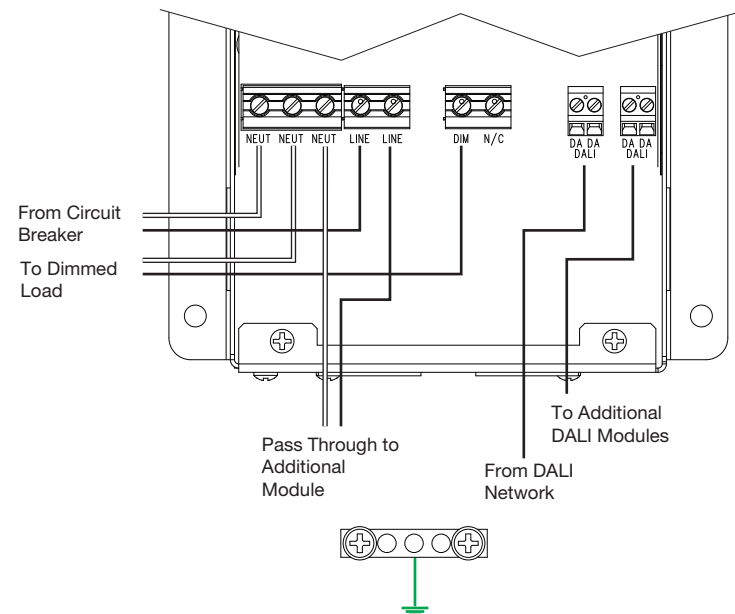 NEUT NEUT NEUT LINE LINE DIM N/C
DA DA DA DA
DALI DALI
From Circuit
Breaker
To Dimmed
Load
Pass Through to
Additional
Module
From DALI
Network
To Additional
DALI Modules